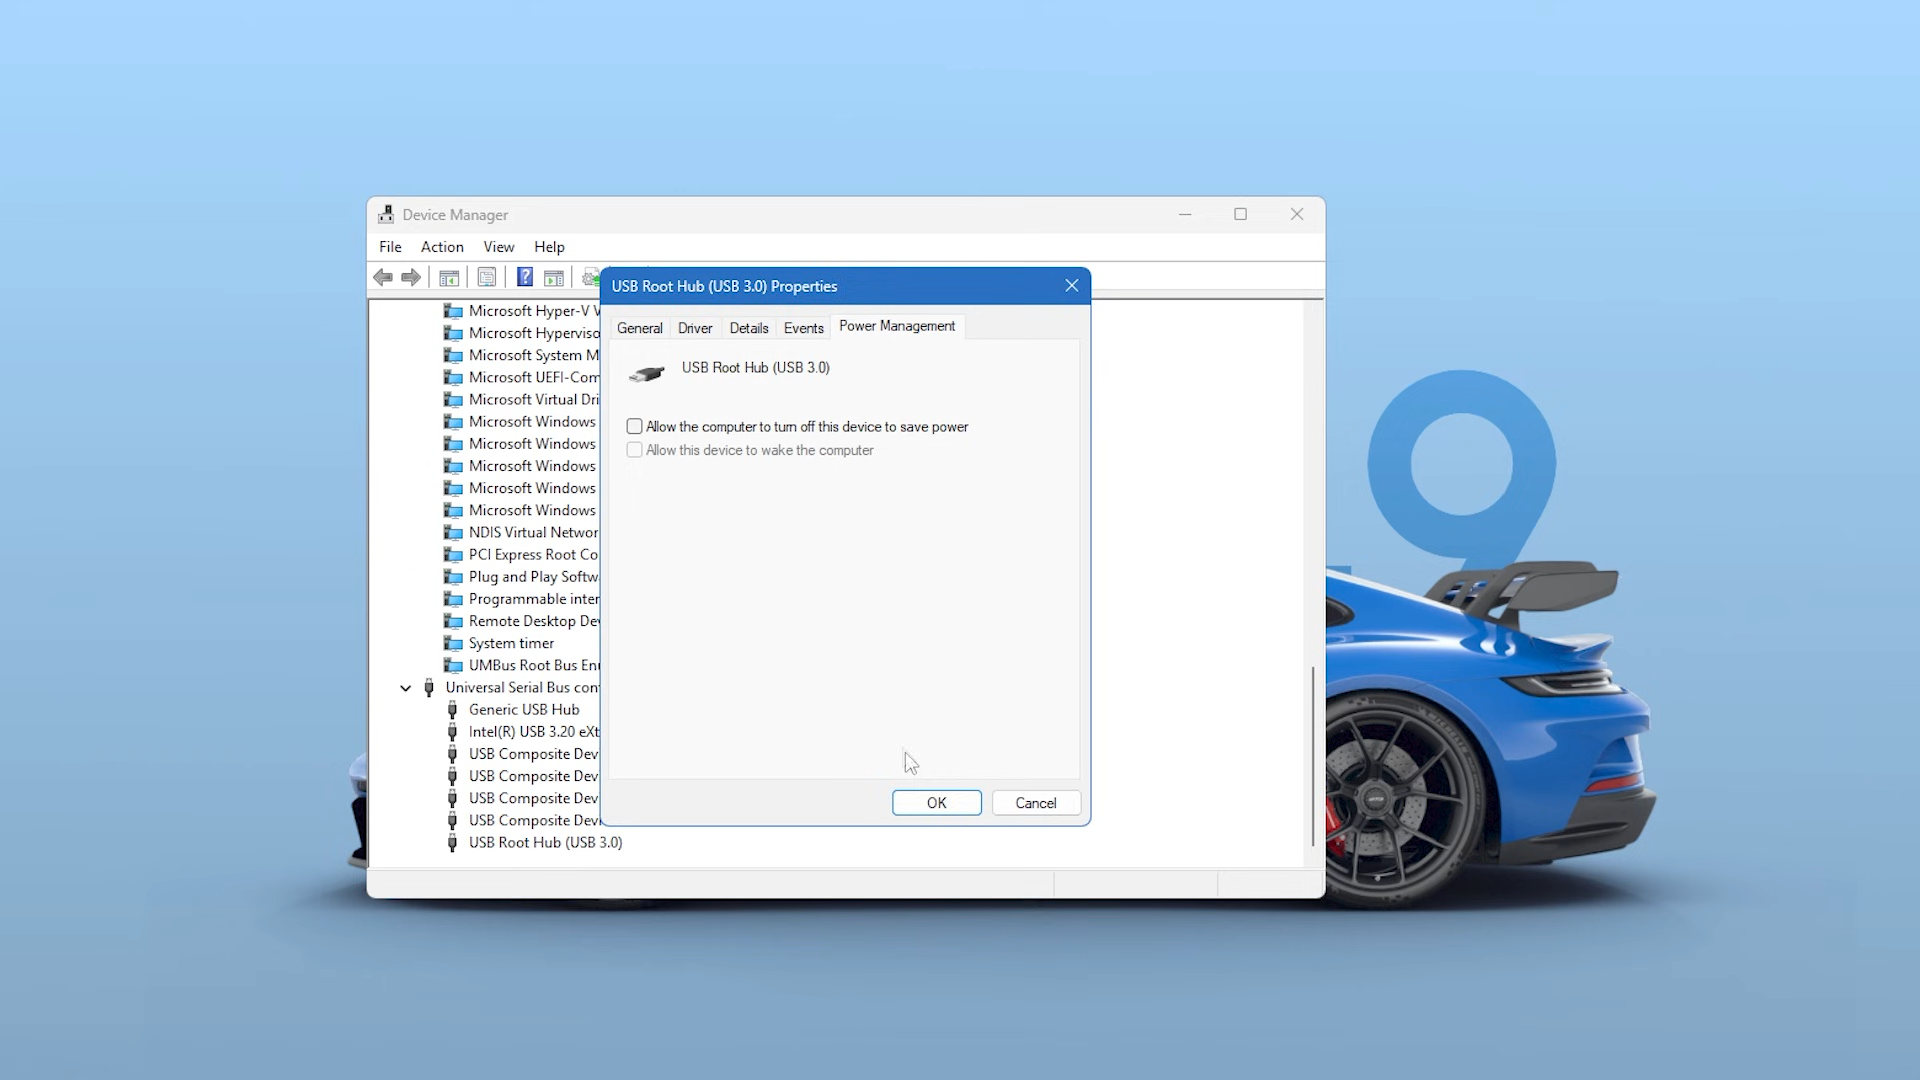 Device Manager
File Action View Help
USB Root Hub (USB 3.0) Properties
General Driver Details Events Power Management
USB Root Hub (USB 3.0)
Allow the computer to turn off this device to save power
Allow this device to wake the computer
OK Cancel
Microsoft Hyper-V
Microsoft Hyperviso
Microsoft System M
Microsoft UEFI-Com
Microsoft Virtual Dri
Microsoft Windows
Microsoft Windows
Microsoft Windows
Microsoft Windows
Microsoft Windows
NDIS Virtual Networ
PCI Express Root Co
Plug and Play Softw
Programmable inter
Remote Desktop Dev
System timer
UMBus Root Bus Enu
Universal Serial Bus con
Generic USB Hub
Intel(R) USB 3.20 eXt
USB Composite Dev
USB Composite Dev
USB Composite Dev
USB Composite Devi
USB Root Hub (USB 3.0)
9